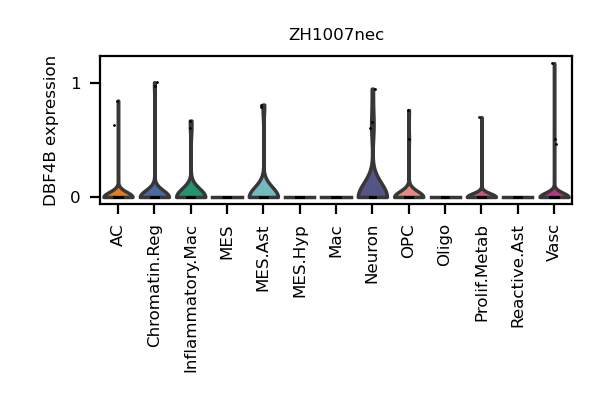 ZH1007nec
DBF4B expression
1
0
AC
Chromatin.Reg
Inflammatory.Mac
MES
MES.Ast
MES.Hyp
Mac
Neuron
OPC
Oligo
Prolif.Metab
Reactive.Ast
Vasc